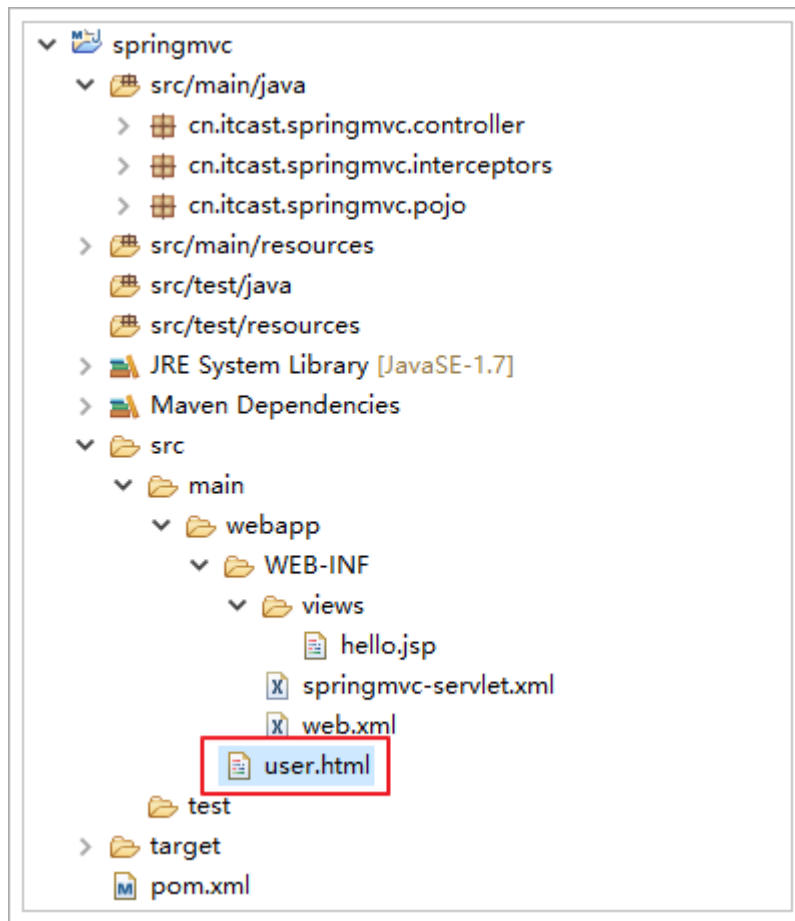 springmvc
src/main/java
cn.itcast.springmvc.controller
cn.itcast.springmvc.interceptors
cn.itcast.springmvc.pojo
src/main/resources
src/test/java
src/test/resources
JRE System Library [JavaSE-1.7]
Maven Dependencies
src
main
webapp
WEB-INF
views
hello.jsp
springmvc-servlet.xml
web.xml
user.html
test
target
pom.xml